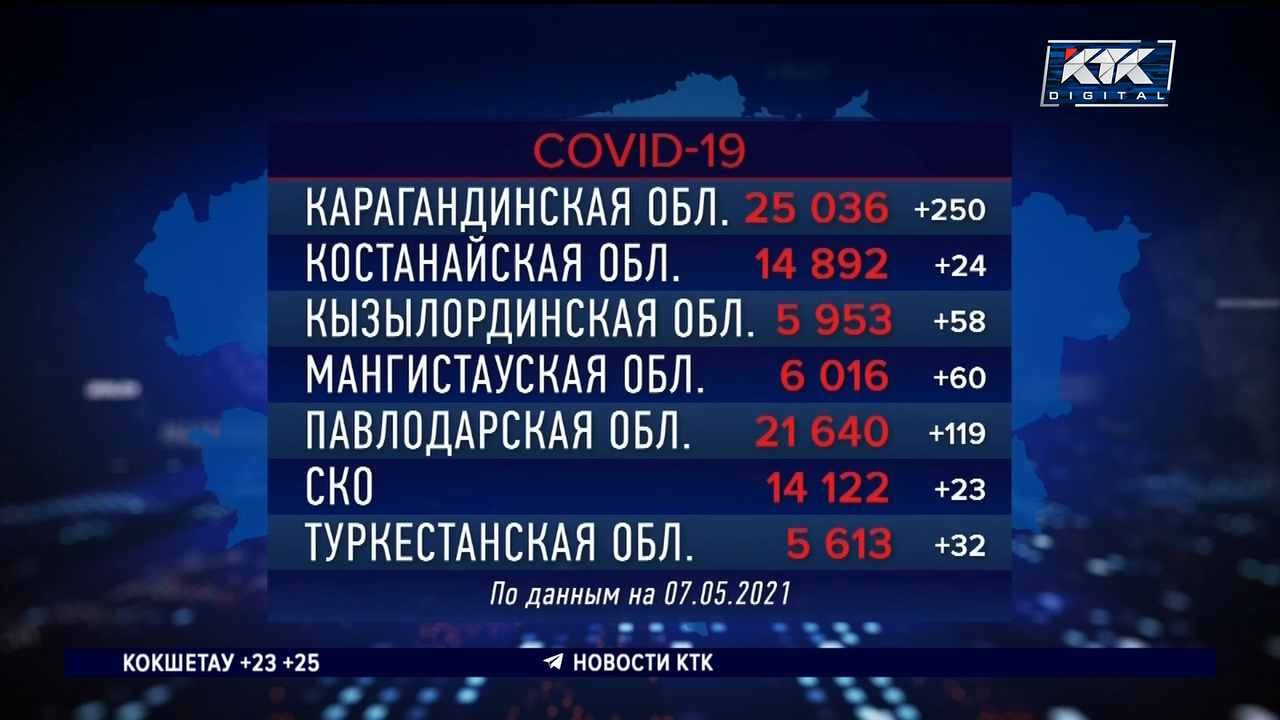 КТК
DIGITAL
COVID-19
КАРАГАНДИНСКАЯ ОБЛ. 25 036 +250
КОСТАНАЙСКАЯ ОБЛ. 14 892 +24
КЫЗЫЛОРДИНСКАЯ ОБЛ. 5 953 +58
МАНГИСТАУСКАЯ ОБЛ. 6 016 +60
ПАВЛОДАРСКАЯ ОБЛ. 21 640 +119
СКО 14 122 +23
ТУРКЕСТАНСКАЯ ОБЛ. 5 613 +32
По данным на 07.05.2021
КОКШЕТАУ +23 +25 НОВОСТИ КТК